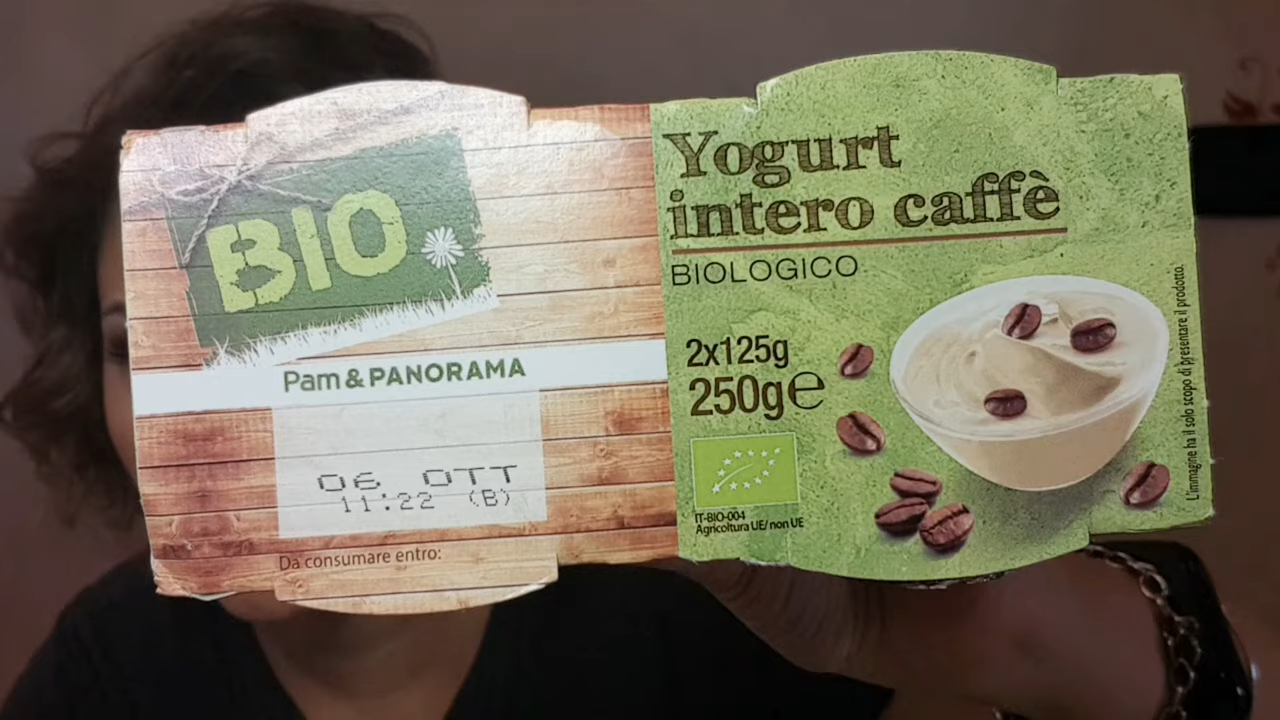 BIO
Pam & PANORAMA
06 OTT
11:22 (B)
Da consumare entro:
Yogurt
intero caffè
BIOLOGICO
2x125g
250g e
IT-BIO-004
Agricoltura UE/ non UE
L'immagine ha il solo scopo di presentare il prodotto.